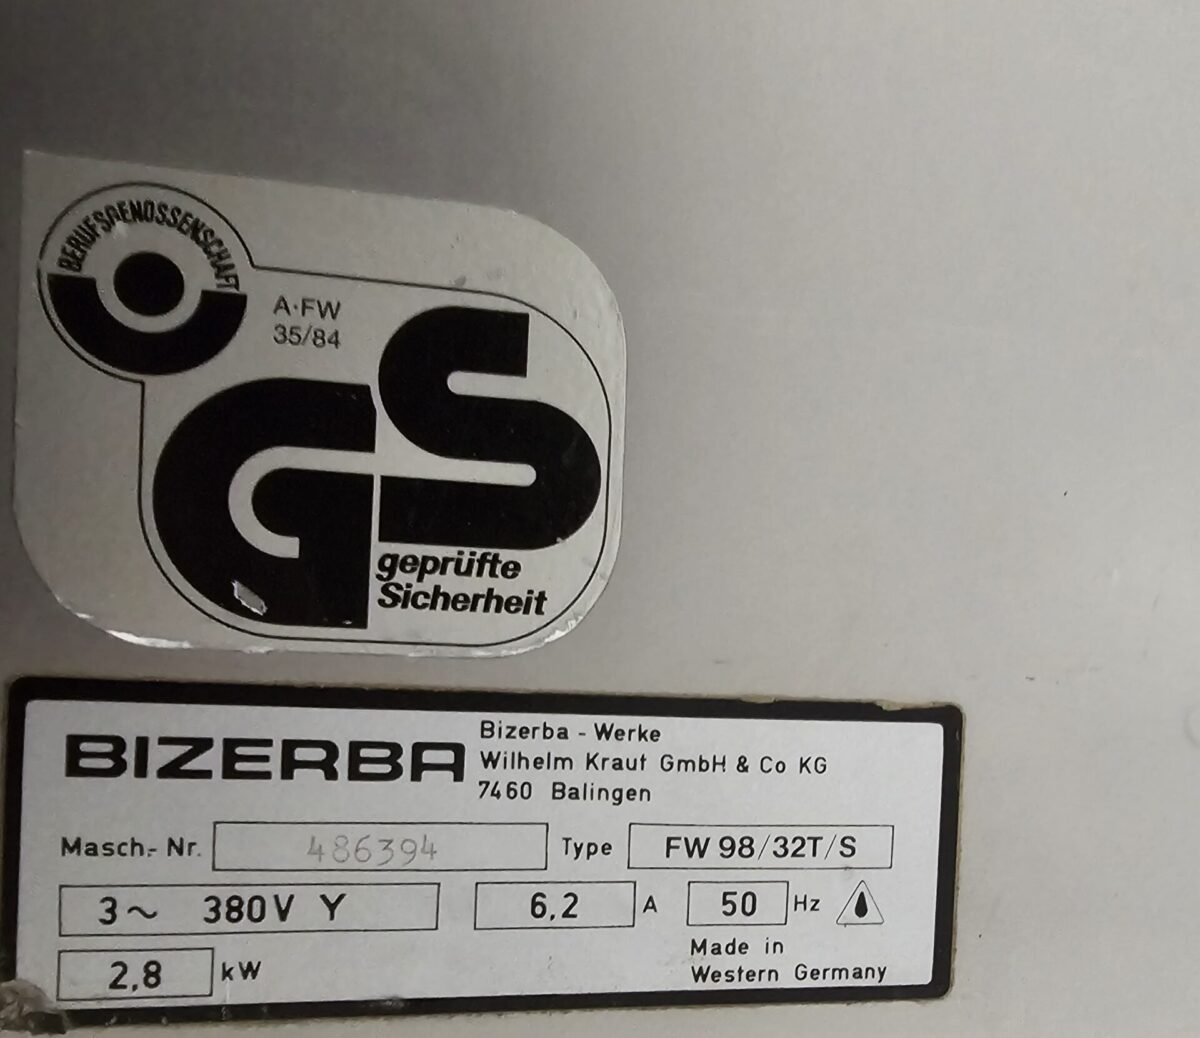 BERUFSGENOSSENSCHAFT
A·FW
35/84
GS
geprüfte
Sicherheit
BIZERBA
Bizerba - Werke
Wilhelm Kraut GmbH & Co KG
7460 Balingen
Masch.- Nr. 486394 Type FW 98/32T/S
3~ 380V Y 6,2 A 50 Hz
2,8 kW
Made in
Western Germany